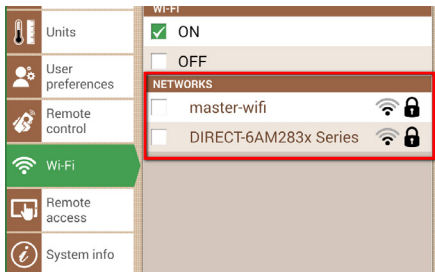 Units
User
preferences
Remote
control
Wi-Fi
Remote
access
System info
WI-FI
ON
OFF
NETWORKS
master-wifi
DIRECT-6AM283x Series